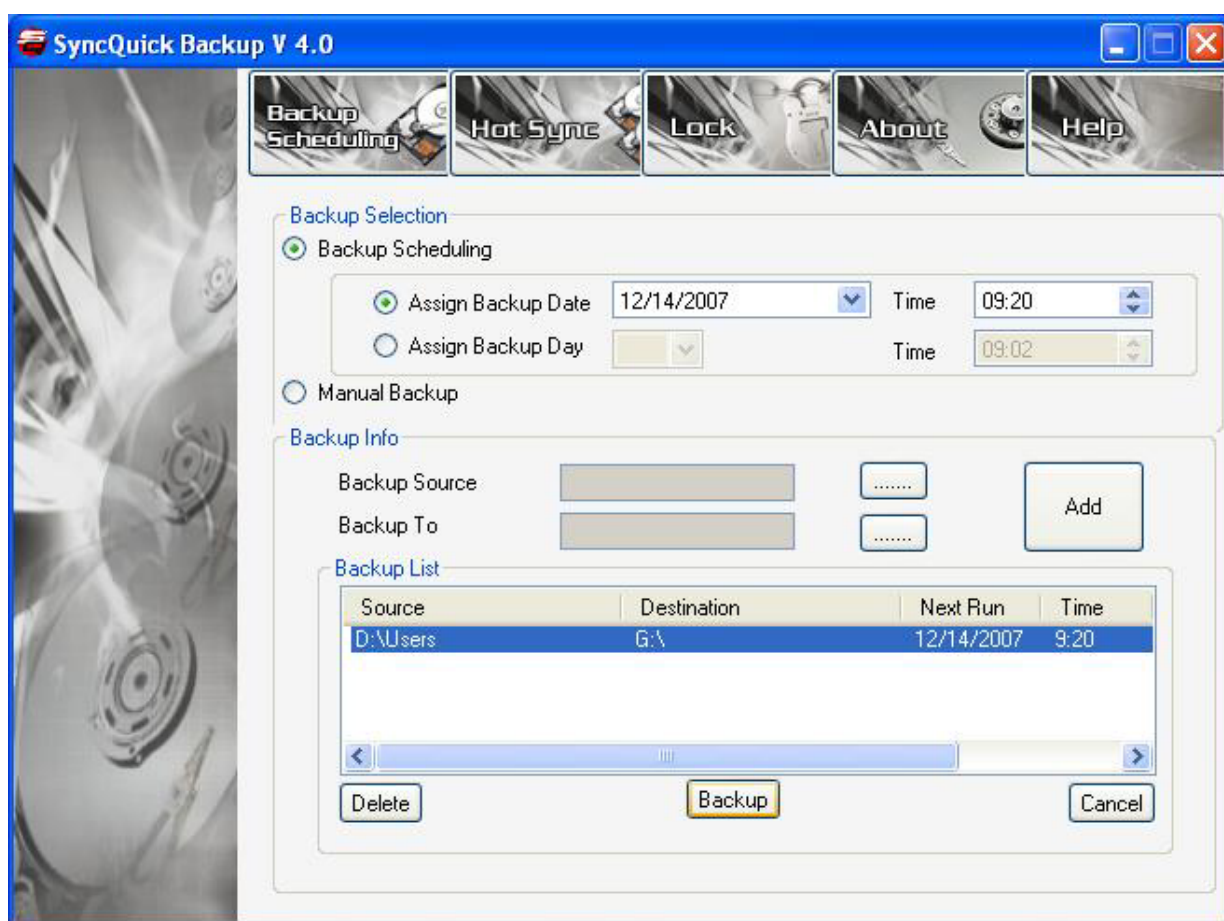 SyncQuick Backup V 4.0
Backup Scheduling
Hot Sync
Lock
About
Help
Backup Selection
Backup Scheduling
Assign Backup Date 12/14/2007 Time 09:20
Assign Backup Day Time 09:02
Manual Backup
Backup Info
Backup Source .......
Add
Backup To .......
Backup List
Source Destination Next Run Time
D:\Users G:\ 12/14/2007 9:20
Delete Backup Cancel